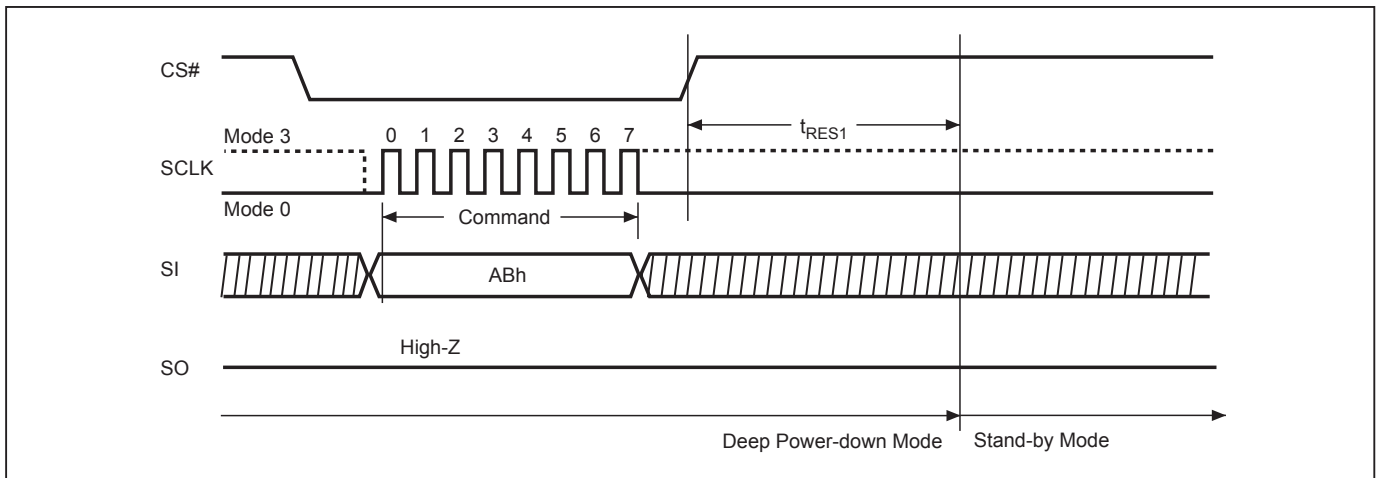 CS#
tRES1
Mode 3
0 1 2 3 4 5 6 7
SCLK
Mode 0
Command
SI
ABh
High-Z
SO
Deep Power-down Mode
Stand-by Mode